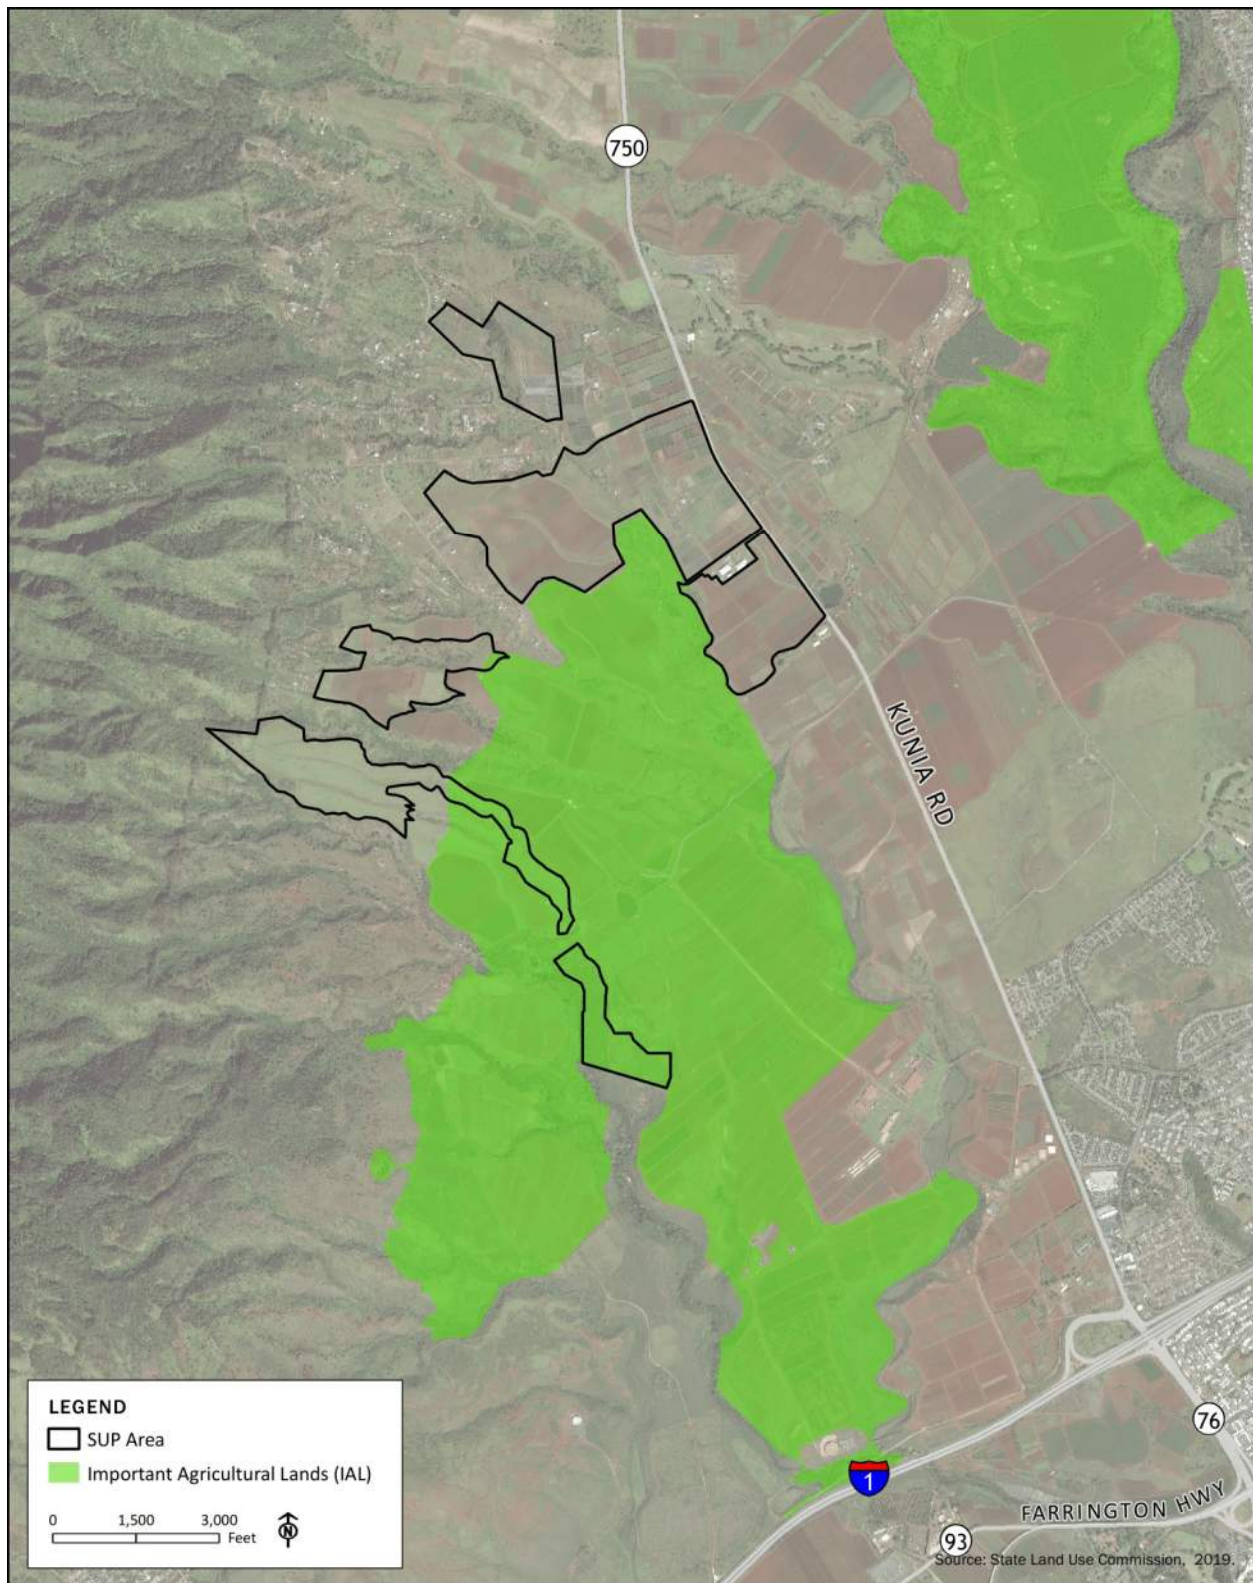 750
KUNIA RD
LEGEND
SUP Area
Important Agricultural Lands (IAL)
0 1,500 3,000
Feet
N
76
1
FARRINGTON HWY
93
Source: State Land Use Commission, 2019.